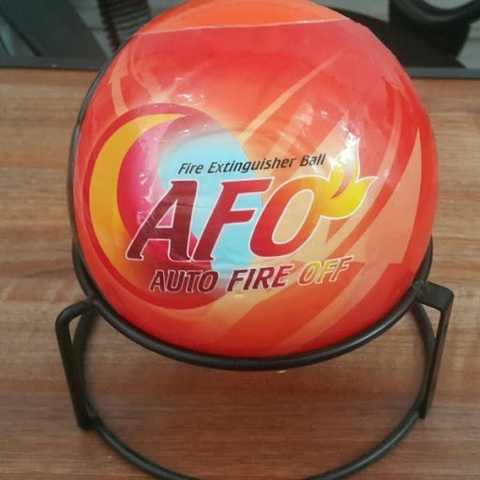 Fire Extinguisher Ball
AFO
AUTO FIRE OFF